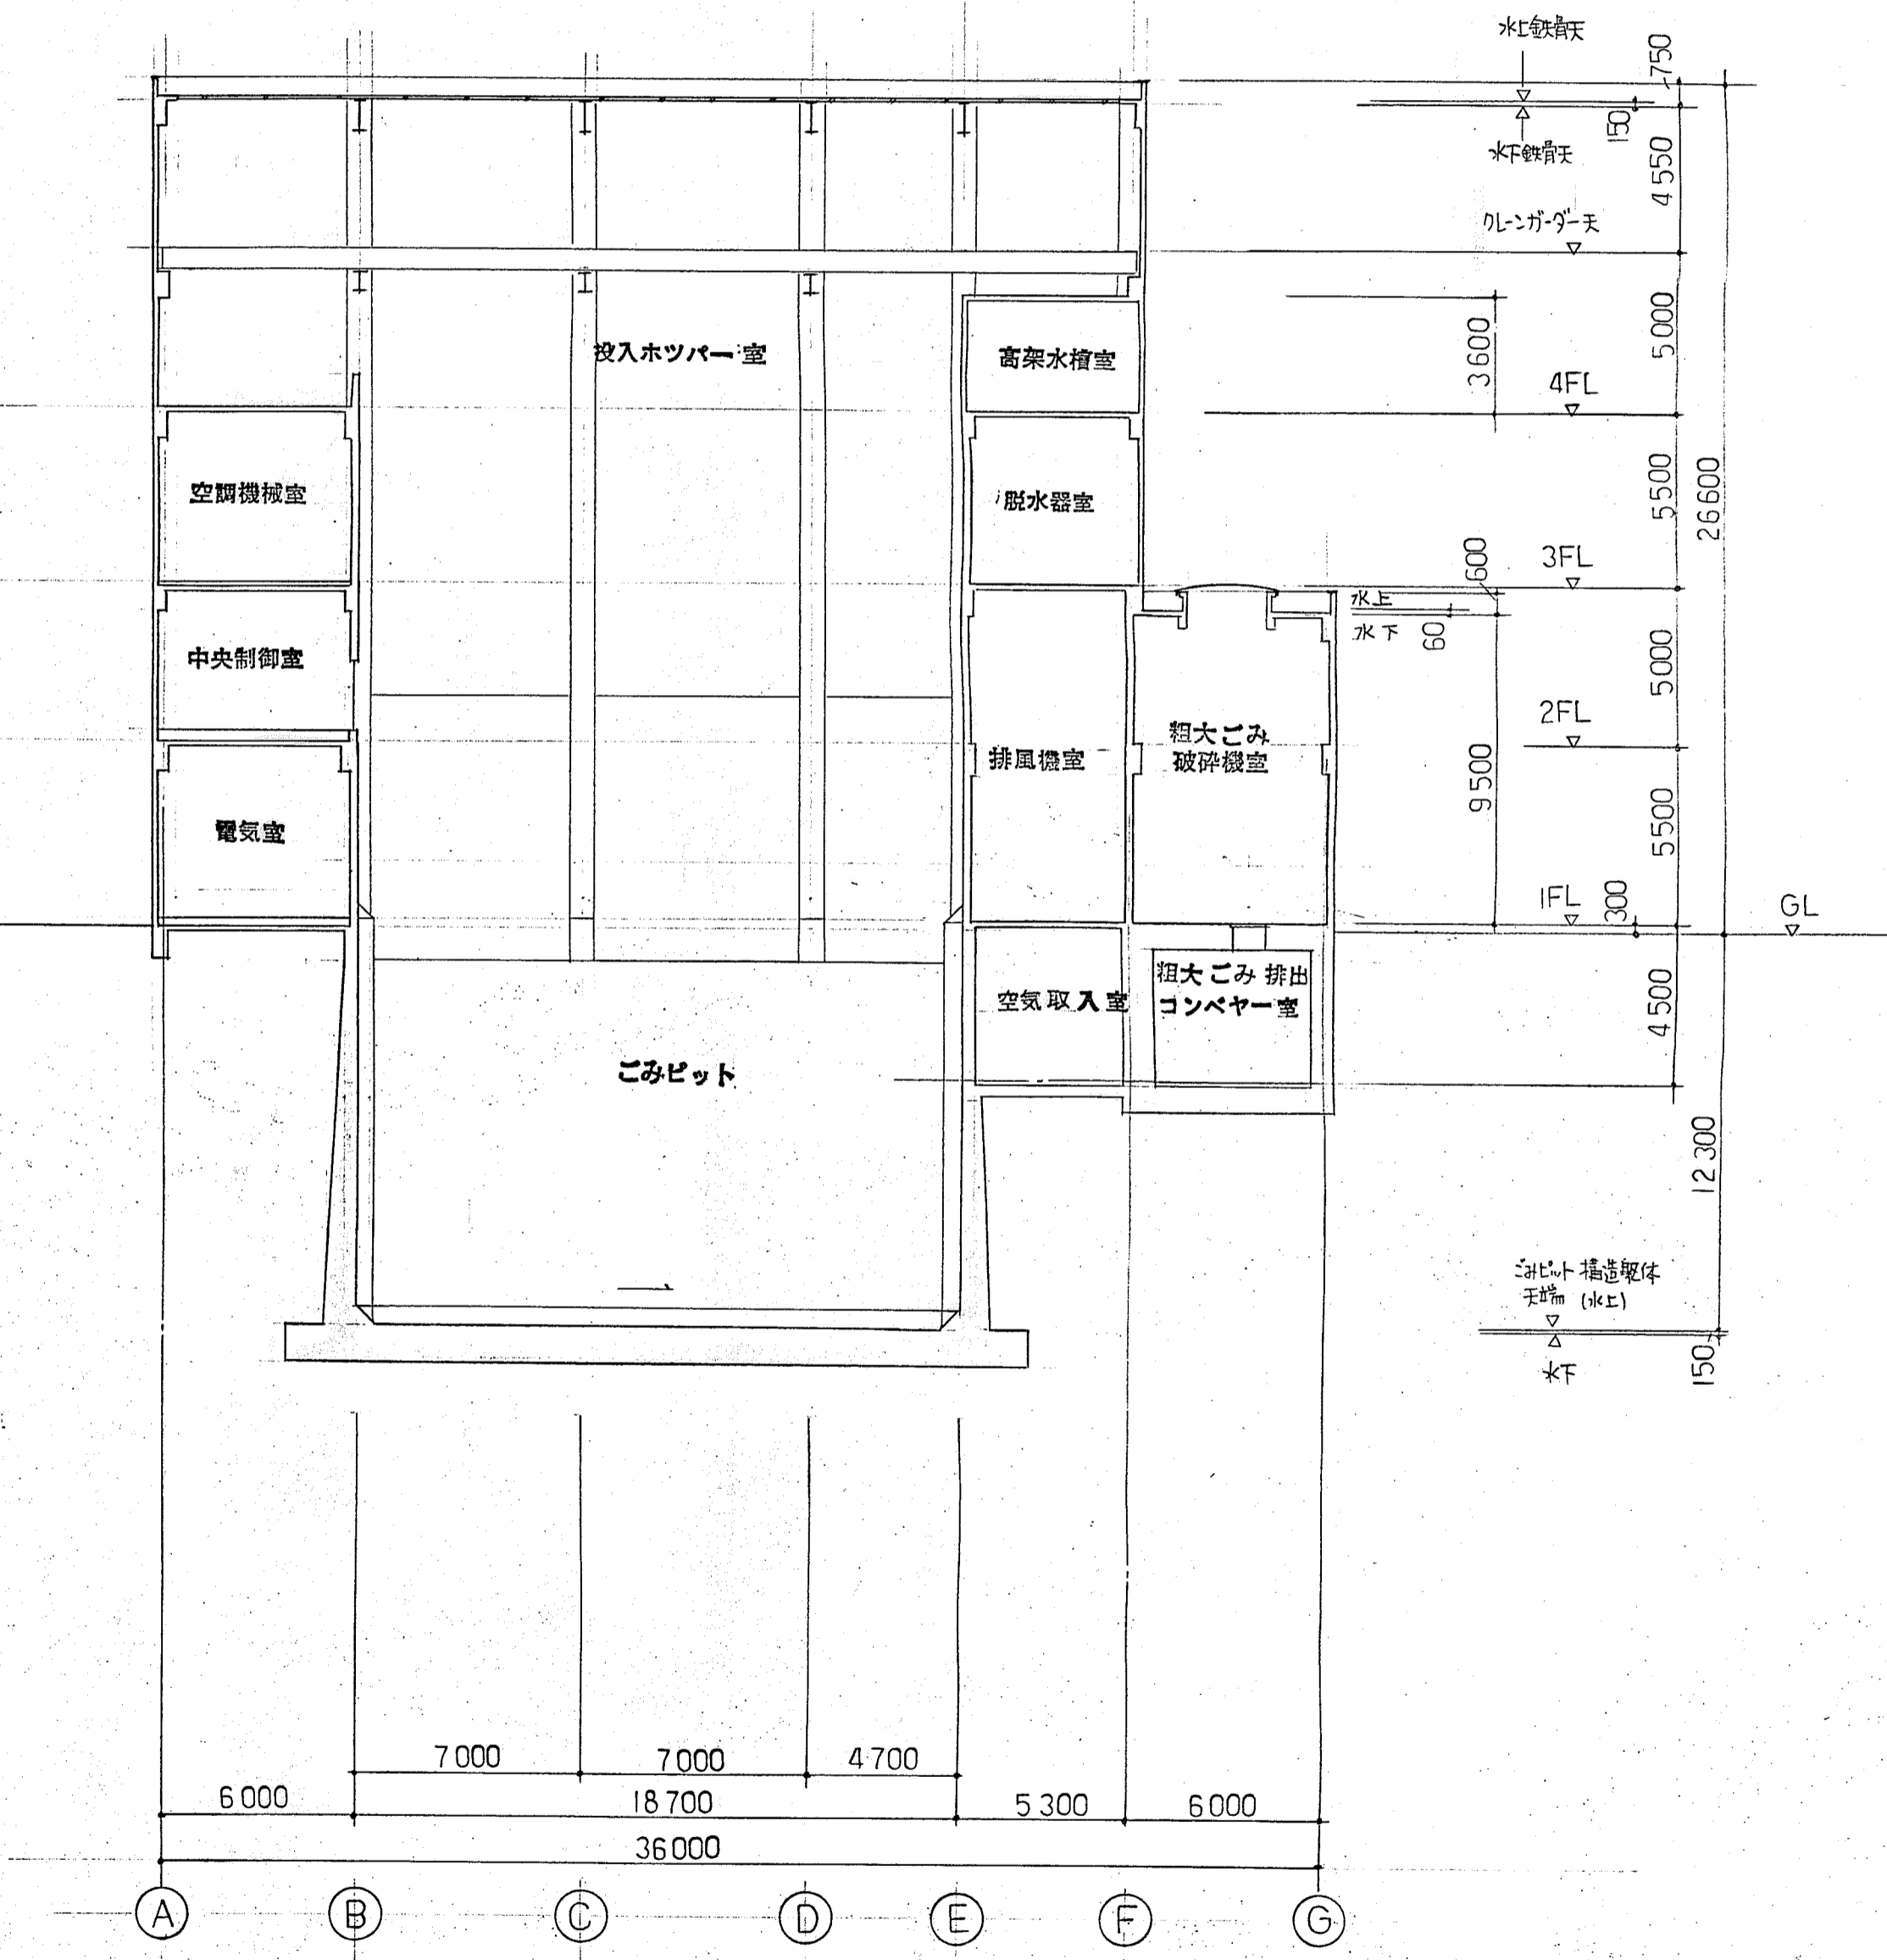 水上鉄骨天
750
150
水下鉄骨天
4550
クレーンガーダー天
5000
3600
4FL
投入ホツパー室
高架水槽室
空調機械室
脱水器室
5500
26600
3FL
600
水上
水下
60
中央制御室
5000
2FL
粗大ごみ
破砕機室
排風機室
9500
電気室
5500
1FL
300
GL
空気取入室
粗大ごみ排出
コンベヤー室
4500
ごみピット
12300
ごみピット構造躯体
天端 (水上)
水下
150
7000
7000
4700
6000
18700
5300
6000
36000
A
B
C
D
E
F
G